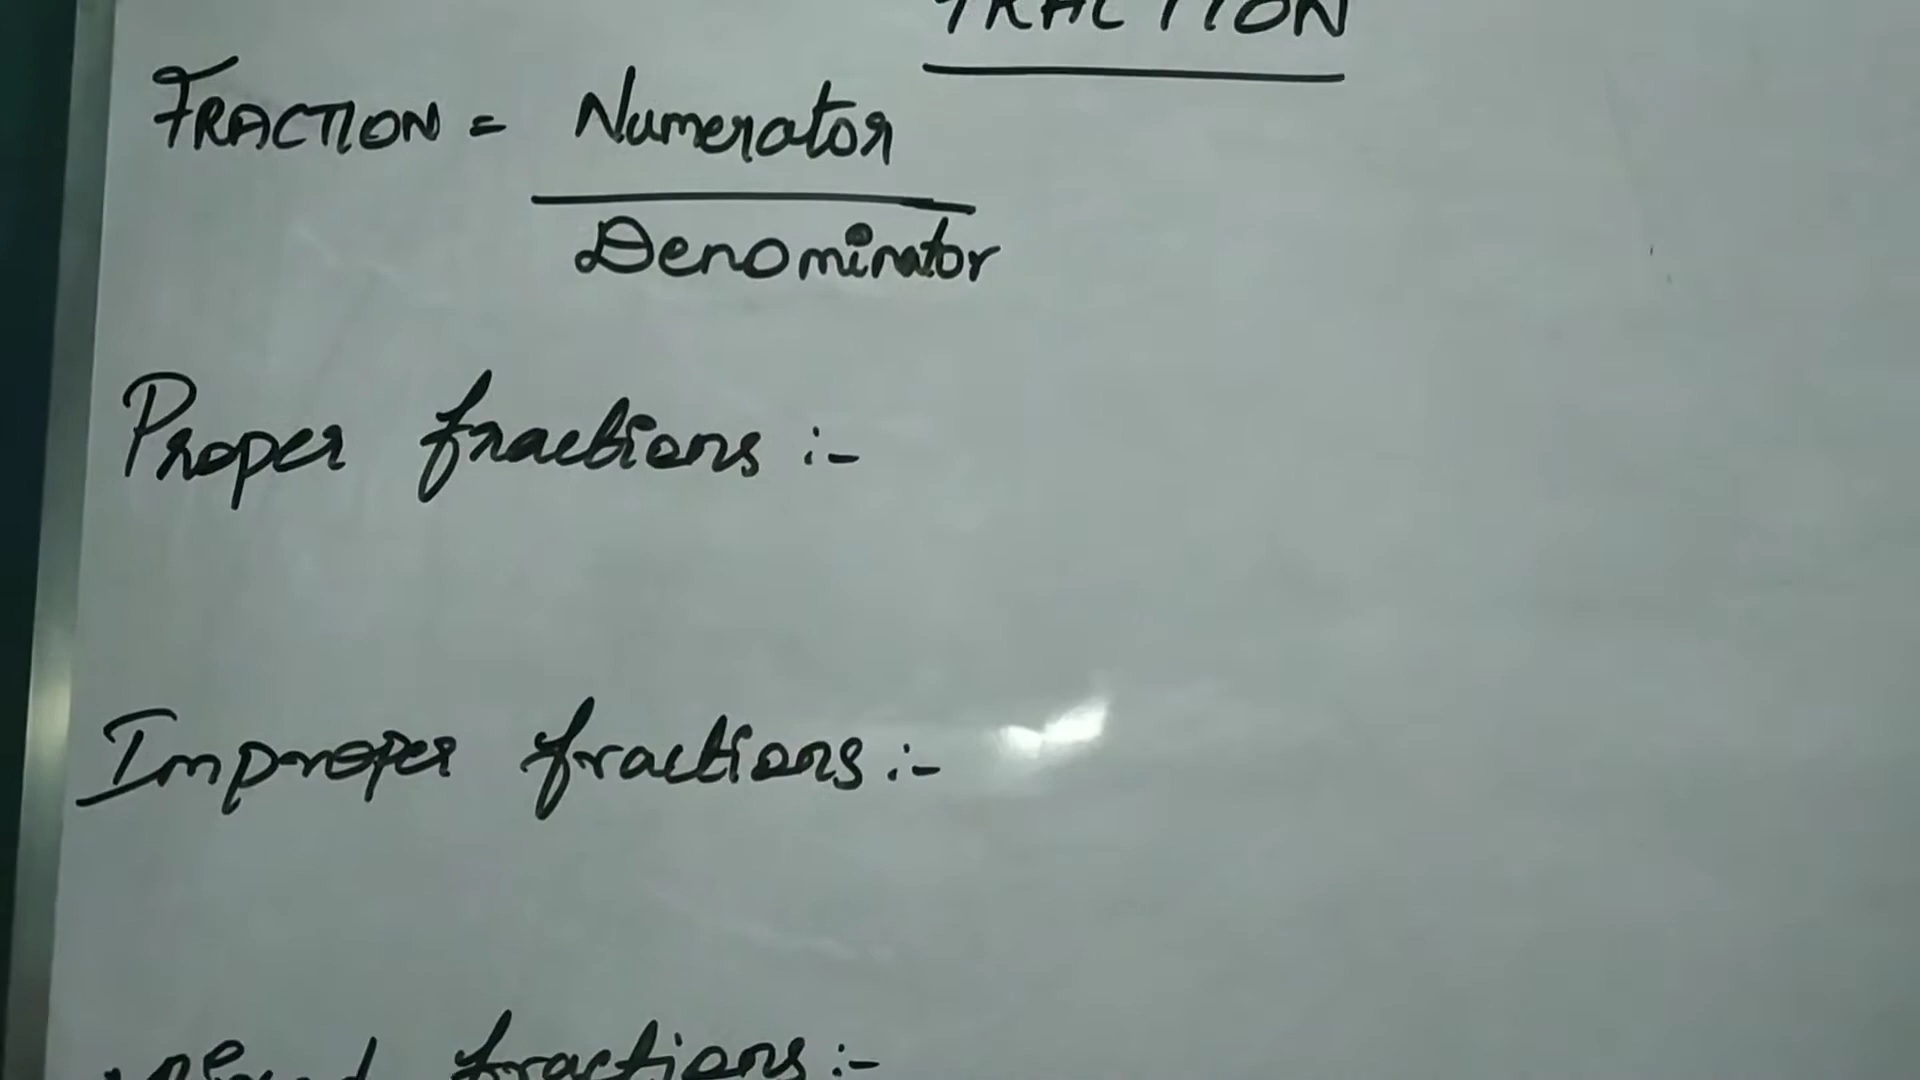 FRACTION
FRACTION = Numerator
Denominator
Proper fractions :-
Improper fractions :-
fractions :-